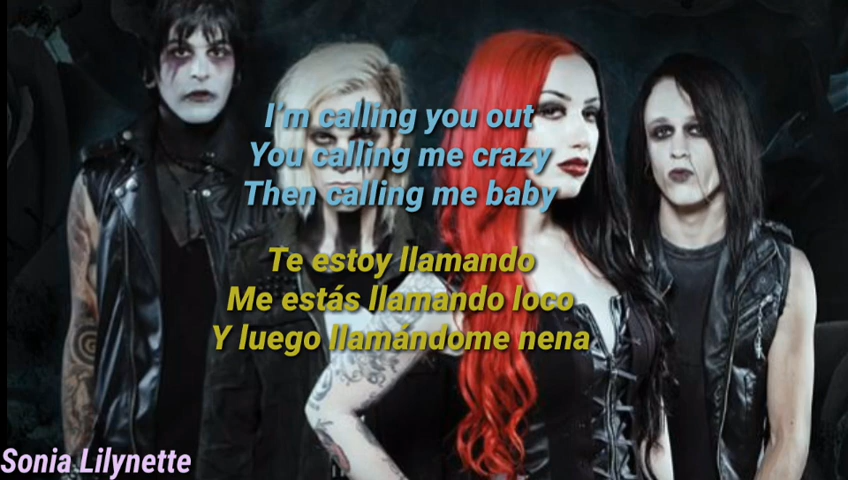 I´m calling you out
You calling me crazy
Then calling me baby
Te estoy llamando
Me estás llamando loco
Y luego llamándome nena
Sonia Lilynette